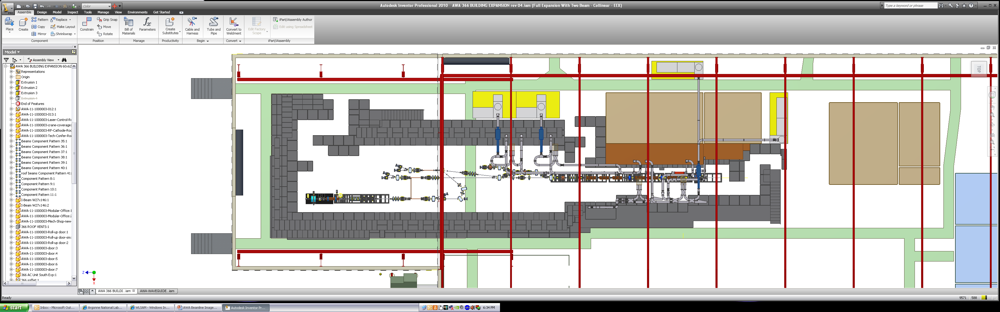 Autodesk Inventor Professional 2010 AWA 366 BUILDING EXPANSION rev 04.iam (Full Expansion With Two Beam - Collinear - EEX)
Color
Type a keyword or phrase
PRO
Assemble Design Model Inspect Tools Manage View Environments Get Started
Place
Create
Pattern
Copy
Mirror
Replace
Make Layout
Shrinkwrap
Component
Constrain
Grip Snap
Move
Rotate
Position
Bill of Materials
Parameters
Manage
Create Substitutes
Productivity
Cable and Harness
Tube and Pipe
Begin
Convert to Weldment
Convert
Edit Factory Scope
iPart/iAssembly Author
Edit using Spreadsheet
iPart/iAssembly
Model
Assembly View
AWA 366 BUILDING EXPANSION 60x62
Representations
Origin
Extrusion 1
Extrusion 2
Extrusion 3
Extrusion 4
End of Features
AWA-11-1000003-012:1
AWA-11-1000003-013:1
AWA-11-1000003-Laser-Control-Ro
AWA-11-1000003-crane-coverage:
AWA-11-1000003-RF-Cathode-Roo
AWA-11-1000003-Tech-Confer-Roo
ibeams Component Pattern 35:1
ibeams Component Pattern 36:1
ibeams Component Pattern 37:1
ibeams Component Pattern 38:1
ibeams Component Pattern 39:1
ibeams Component Pattern 40:1
roof beams Component Pattern 41:
Component Pattern 8:1
Component Pattern 9:1
Component Pattern 10:1
Component Pattern 11:1
I-Beam W27x146:1
I-Beam W27x146:2
AWA-11-1000003-Modular-Office:1
AWA-11-1000003-Modular-Office:2
AWA-11-1000003-Mech-Shop-new-
366 ROOF VENTS:1
AWA-11-1000003-Roll-up door:1
AWA-11-1000003-Roll-up door-sm:
AWA-11-1000003-Roll-up door:2
AWA-11-1000003-door:3
AWA-11-1000003-door:4
AWA-11-1000003-door:5
AWA-11-1000003-door:6
AWA-11-1000003-door:7
366 AC Unit South Exp:1
366 soffet:1
TOP
Z
X
AWA 366 BUILDI...iam
AWA-WAVEGUIDE...iam
Ready
9571 588
start
Inbox - Microsoft Out...
Argonne National Lab...
WLSAM - Windows In...
AWA Beamline Image...
Autodesk Inventor Pr...
6:34 PM